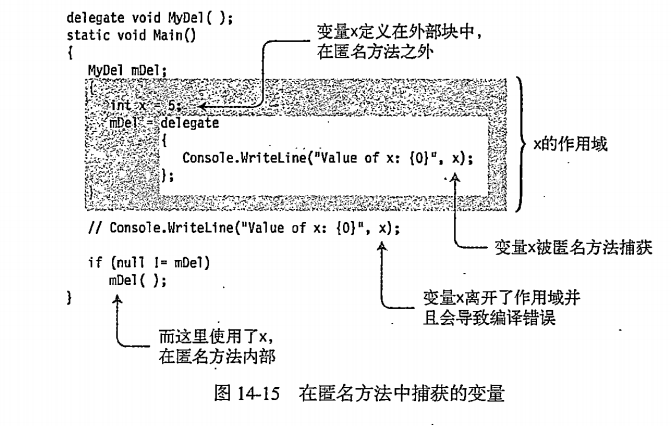 delegate void MyDel( );
static void Main()
{
变量x定义在外部块中,
在匿名方法之外
MyDel mDel;
{
int x = 5;
mDel = delegate
{
Console.WriteLine("Value of x: {0}", x);
};
}
x的作用域
// Console.WriteLine("Value of x: {0}", x);
变量x被匿名方法捕获
if (null != mDel)
mDel( );
}
变量x离开了作用域并
且会导致编译错误
而这里使用了x,
在匿名方法内部
图 14-15 在匿名方法中捕获的变量